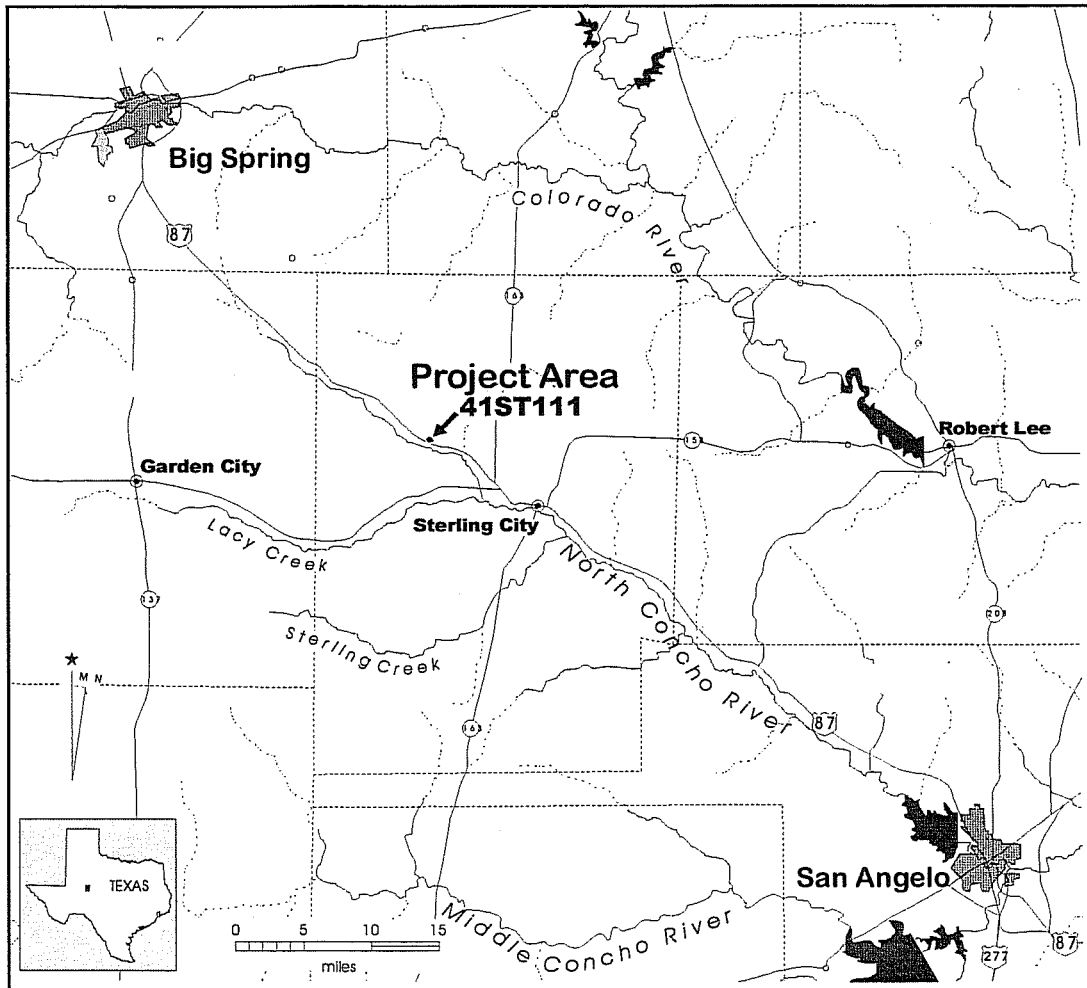 Big Spring
87
Colorado River
163
Project Area
41ST111
Robert Lee
158
Garden City
Lacy Creek
Sterling City
North Concho River
137
208
Sterling Creek
M N
163
87
TEXAS
San Angelo
Middle Concho River
0 5 10 15
miles
277
87